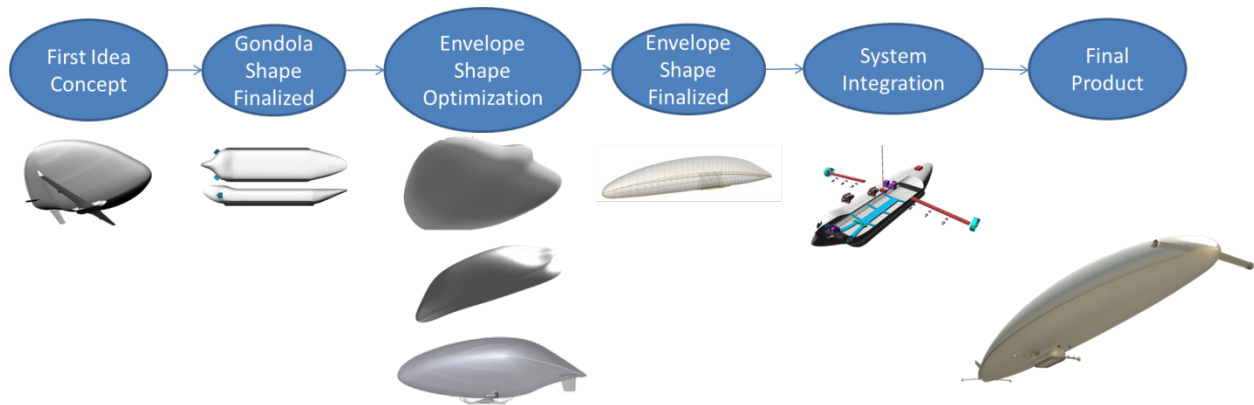 First Idea
Concept
Gondola
Shape
Finalized
Envelope
Shape
Optimization
Envelope
Shape
Finalized
System
Integration
Final
Product